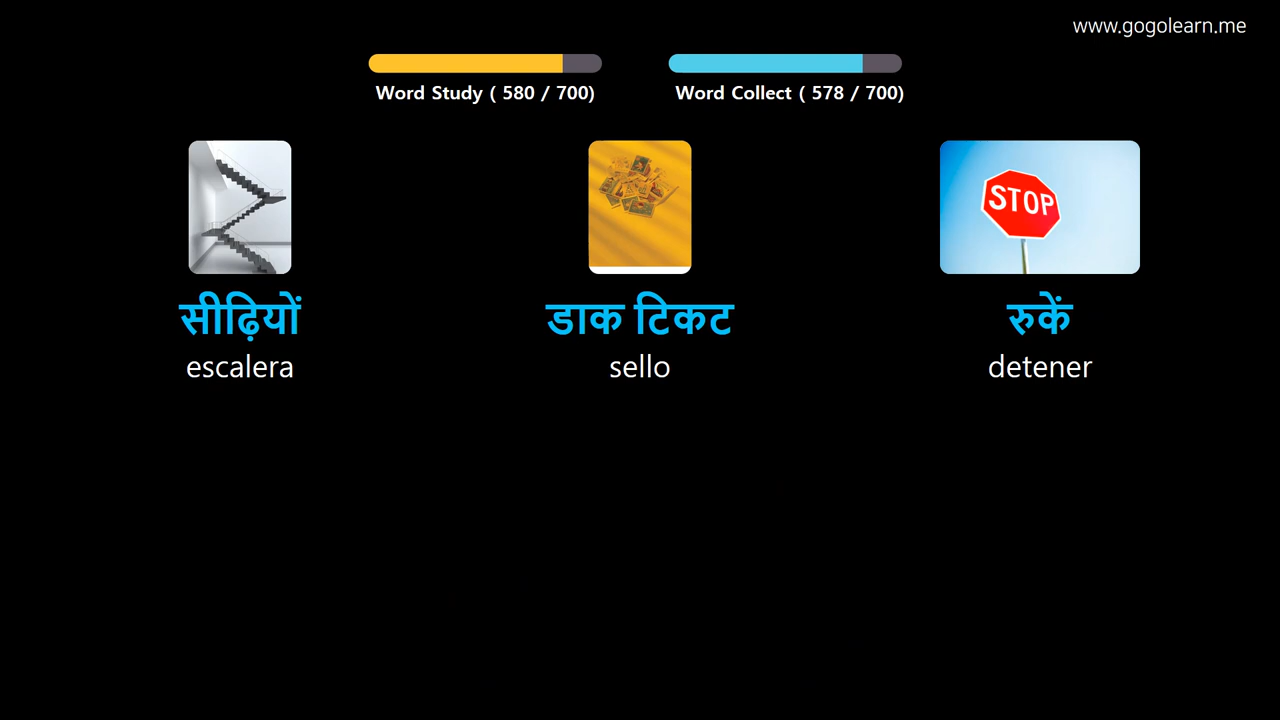 www.gogolearn.me
Word Study ( 580 / 700)
Word Collect ( 578 / 700)
STOP
सीढ़ियों
डाक टिकट
रुकें
escalera
sello
detener